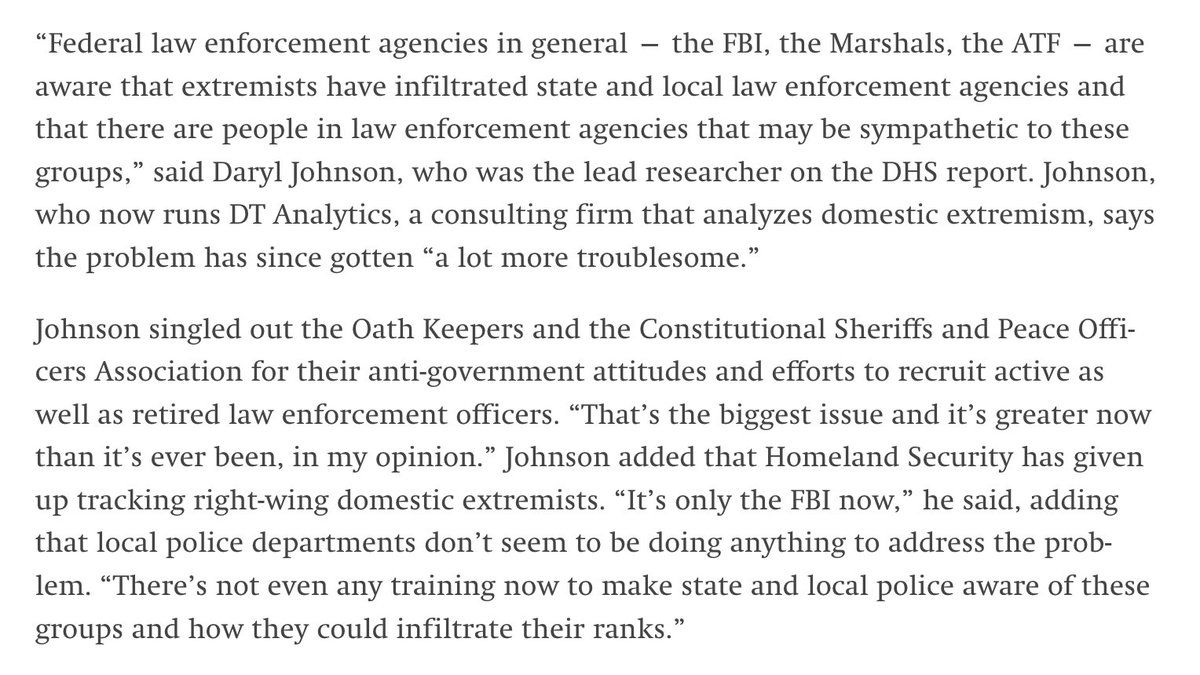 “Federal law enforcement agencies in general — the FBI, the Marshals, the ATF — are
aware that extremists have infiltrated state and local law enforcement agencies and
that there are people in law enforcement agencies that may be sympathetic to these
groups,” said Daryl Johnson, who was the lead researcher on the DHS report. Johnson,
who now runs DT Analytics, a consulting firm that analyzes domestic extremism, says
the problem has since gotten “a lot more troublesome.”
Johnson singled out the Oath Keepers and the Constitutional Sheriffs and Peace Offi-
cers Association for their anti-government attitudes and efforts to recruit active as
well as retired law enforcement officers. “That’s the biggest issue and it’s greater now
than it’s ever been, in my opinion.” Johnson added that Homeland Security has given
up tracking right-wing domestic extremists. “It’s only the FBI now,” he said, adding
that local police departments don’t seem to be doing anything to address the prob-
lem. “There’s not even any training now to make state and local police aware of these
groups and how they could infiltrate their ranks.”